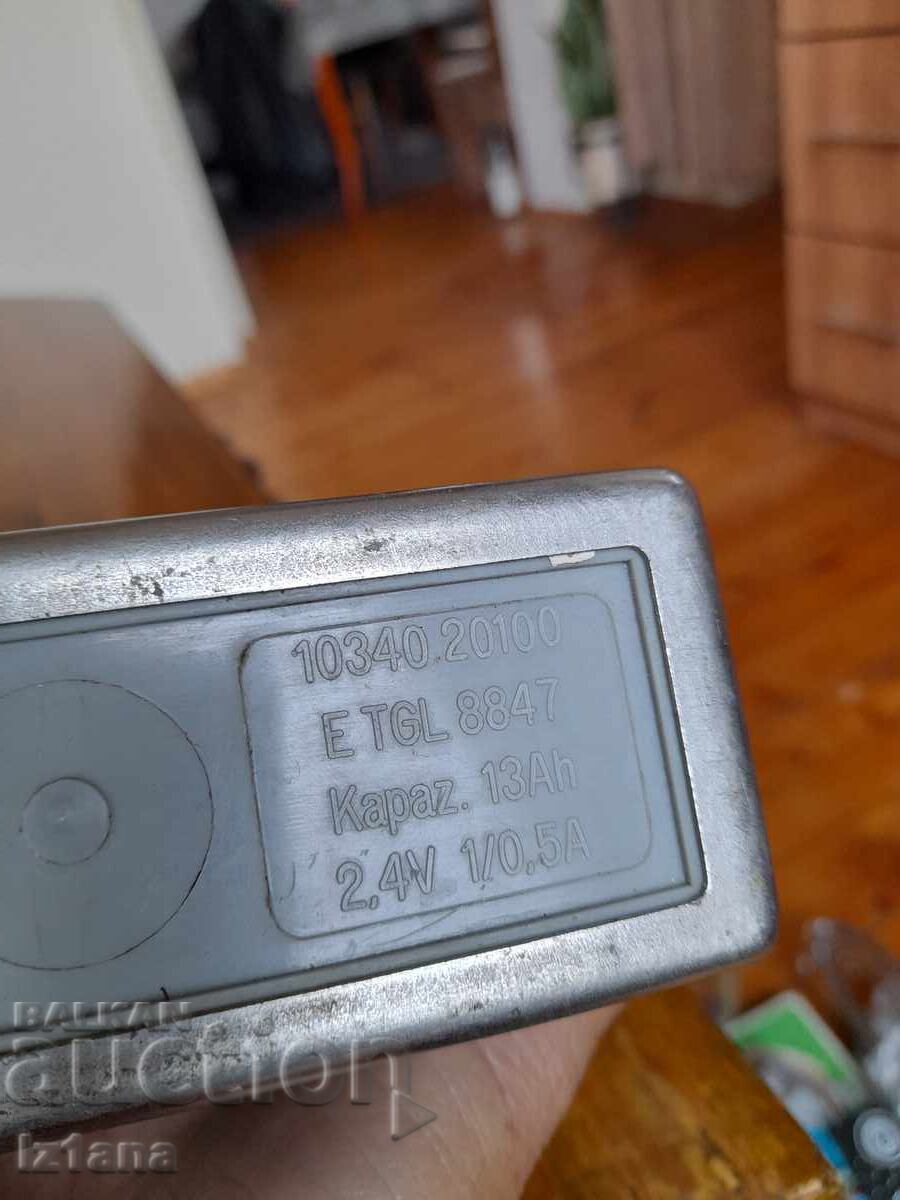 10340.20100
E TGL 8847
Kapaz. 13Ah
2,4V 1/0,5A
BALKAN
auction
iz1ana